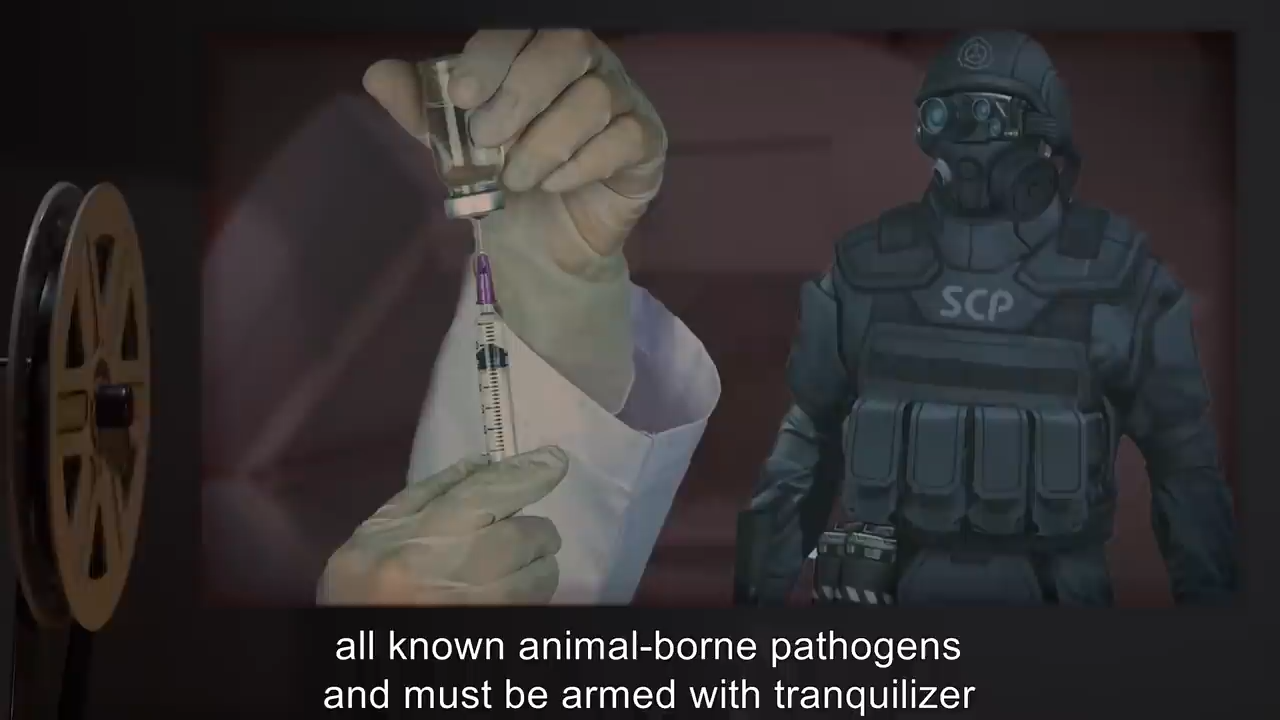 SCP
all known animal-borne pathogens
and must be armed with tranquilizer